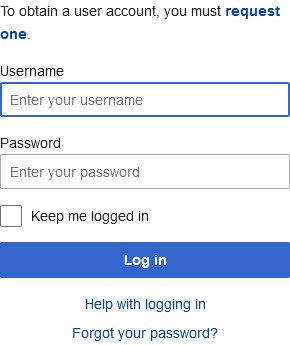 To obtain a user account, you must request
one.
Username
Enter your username
Password
Enter your password
Keep me logged in
Log in
Help with logging in
Forgot your password?